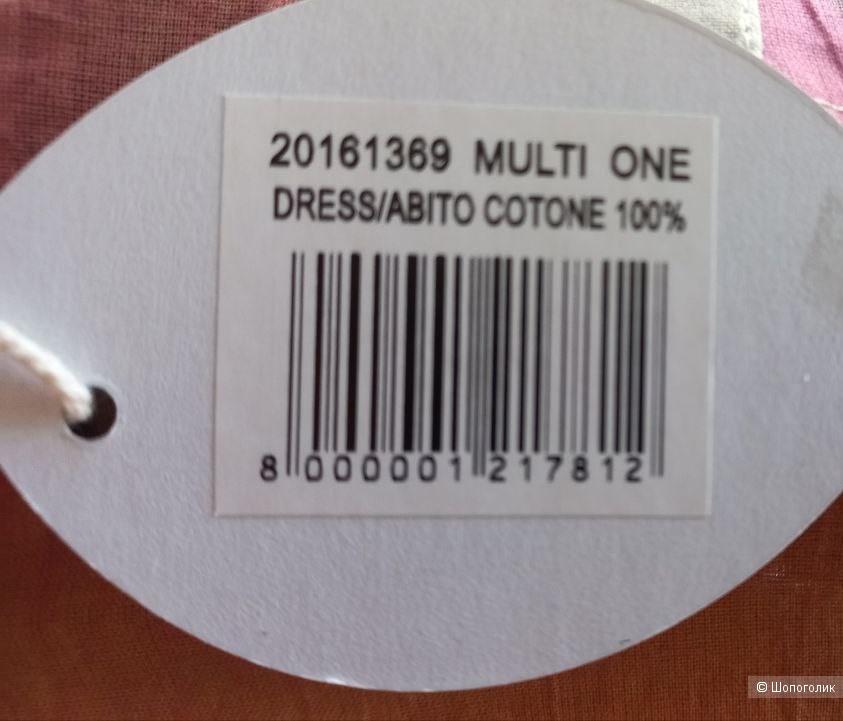 20161369 MULTI ONE
DRESS/ABITO COTONE 100%
8 000001 217812
© Шопоголик